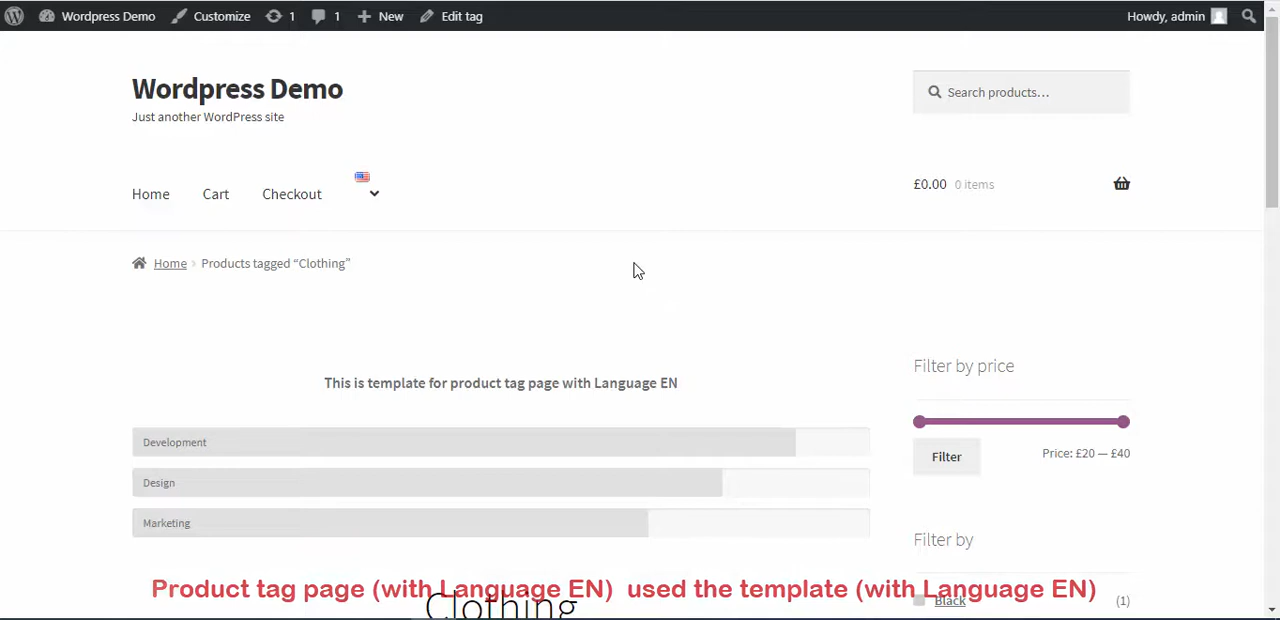 Wordpress Demo Customize 1 1 New Edit tag Howdy, admin
Wordpress Demo
Just another WordPress site
Search products…
Home Cart Checkout
£0.00 0 items
Home › Products tagged “Clothing”
This is template for product tag page with Language EN
Development
Design
Marketing
Filter by price
Filter Price: £20 — £40
Filter by
Black (1)
Product tag page (with Language EN) used the template (with Language EN)
Clothing